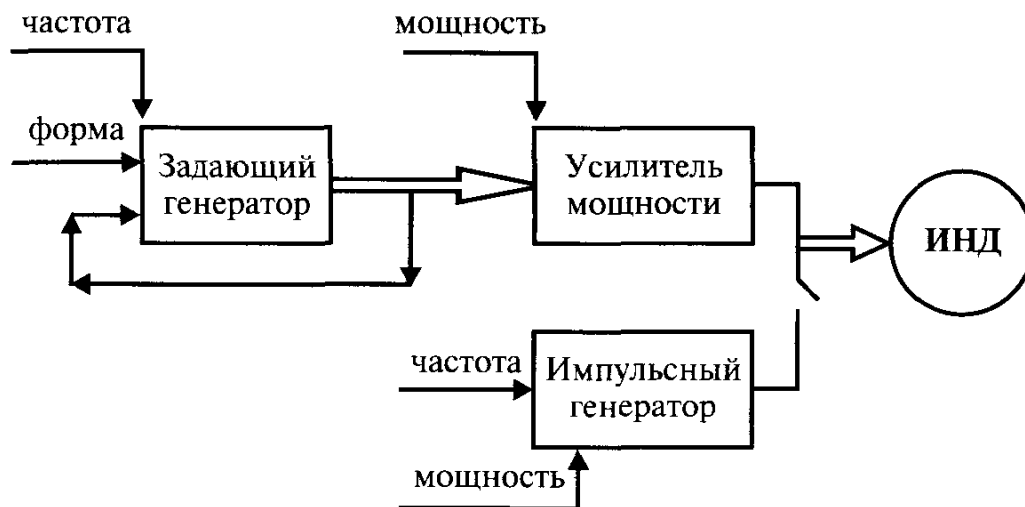 частота
мощность
форма
Задающий
генератор
Усилитель
мощности
ИНД
частота
Импульсный
генератор
мощность